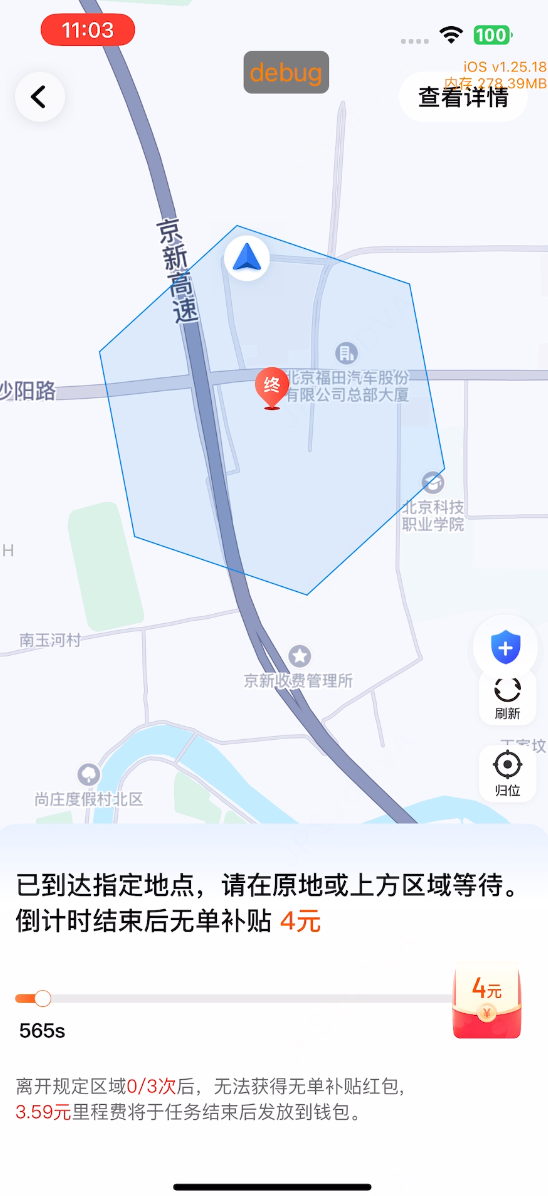 11:03
100
debug
iOS v1.25.18
内存 278.39MB
查看详情
京新高速
沙阳路
终
北京福田汽车股份
有限公司总部大厦
北京科技
职业学院
H
南玉河村
京新收费管理所
刷新
尚庄度假村北区
归位
已到达指定地点，请在原地或上方区域等待。
倒计时结束后无单补贴 4元
4元
¥
565s
离开规定区域0/3次后，无法获得无单补贴红包，
3.59元里程费将于任务结束后发放到钱包。